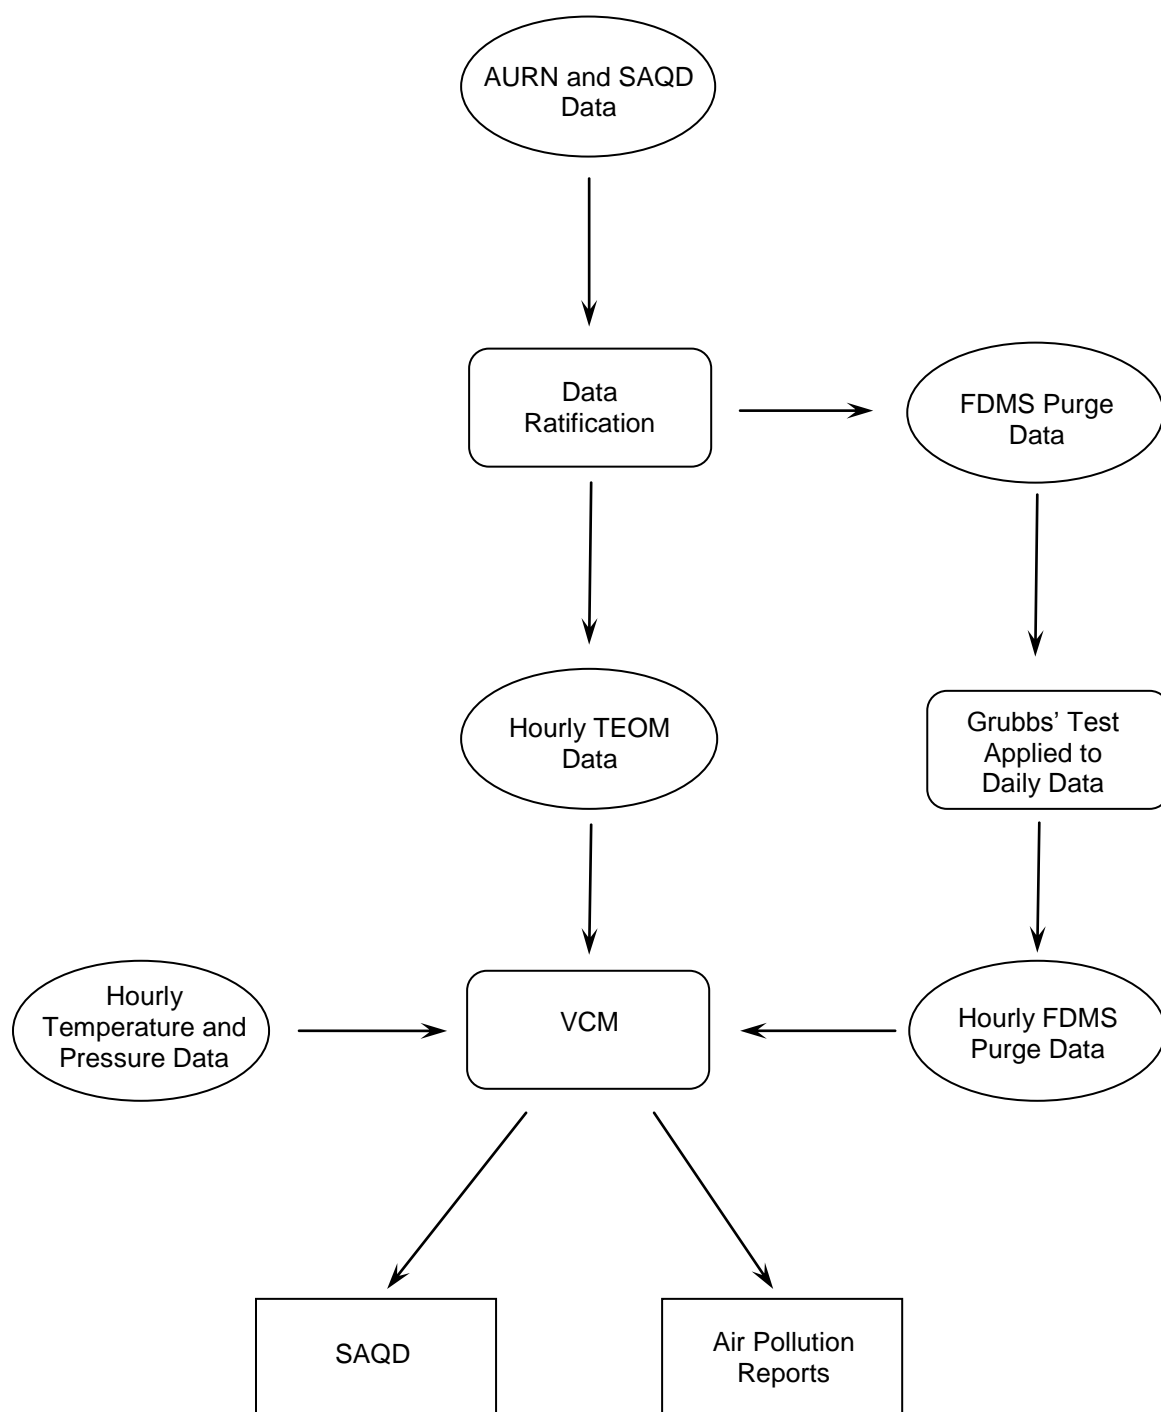 AURN and SAQD
Data
Data
Ratification
FDMS Purge
Data
Hourly TEOM
Data
Grubbs’ Test
Applied to
Daily Data
Hourly
Temperature and
Pressure Data
VCM
Hourly FDMS
Purge Data
SAQD
Air Pollution
Reports